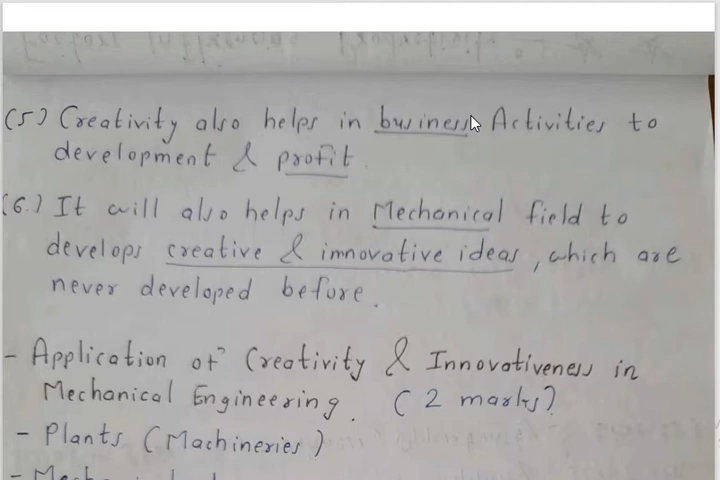 (5) Creativity also helps in business Activities to
development & profit.
(6.) It will also helps in Mechanical field to
develops creative & innovative ideas, which are
never developed before.
- Application of Creativity & Innovativeness in
Mechanical Engineering. (2 marks)
- Plants (Machineries)